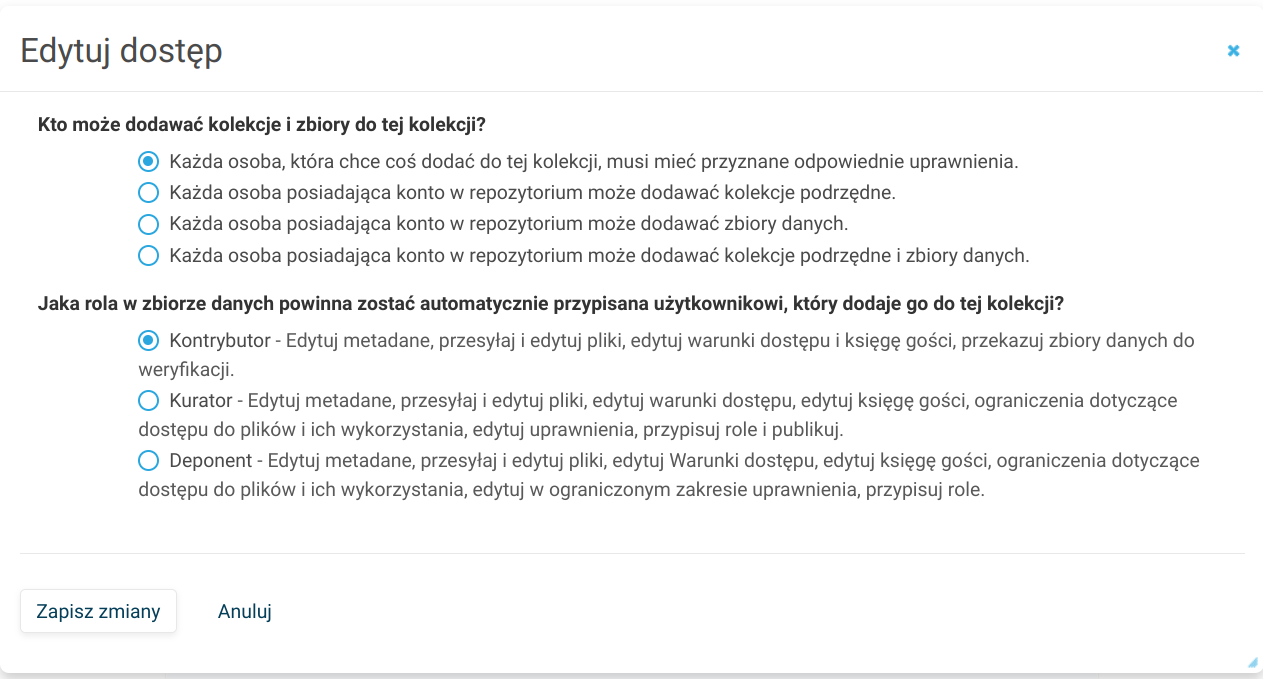 Edytuj dostęp
Kto może dodawać kolekcje i zbiory do tej kolekcji?
Każda osoba, która chce coś dodać do tej kolekcji, musi mieć przyznane odpowiednie uprawnienia.
Każda osoba posiadająca konto w repozytorium może dodawać kolekcje podrzędne.
Każda osoba posiadająca konto w repozytorium może dodawać zbiory danych.
Każda osoba posiadająca konto w repozytorium może dodawać kolekcje podrzędne i zbiory danych.
Jaka rola w zbiorze danych powinna zostać automatycznie przypisana użytkownikowi, który dodaje go do tej kolekcji?
Kontrybutor - Edytuj metadane, przesyłaj i edytuj pliki, edytuj warunki dostępu i księgę gości, przekazuj zbiory danych do
weryfikacji.
Kurator - Edytuj metadane, przesyłaj i edytuj pliki, edytuj warunki dostępu, edytuj księgę gości, ograniczenia dotyczące
dostępu do plików i ich wykorzystania, edytuj uprawnienia, przypisuj role i publikuj.
Deponent - Edytuj metadane, przesyłaj i edytuj pliki, edytuj Warunki dostępu, edytuj księgę gości, ograniczenia dotyczące
dostępu do plików i ich wykorzystania, edytuj w ograniczonym zakresie uprawnienia, przypisuj role.
Zapisz zmiany
Anuluj